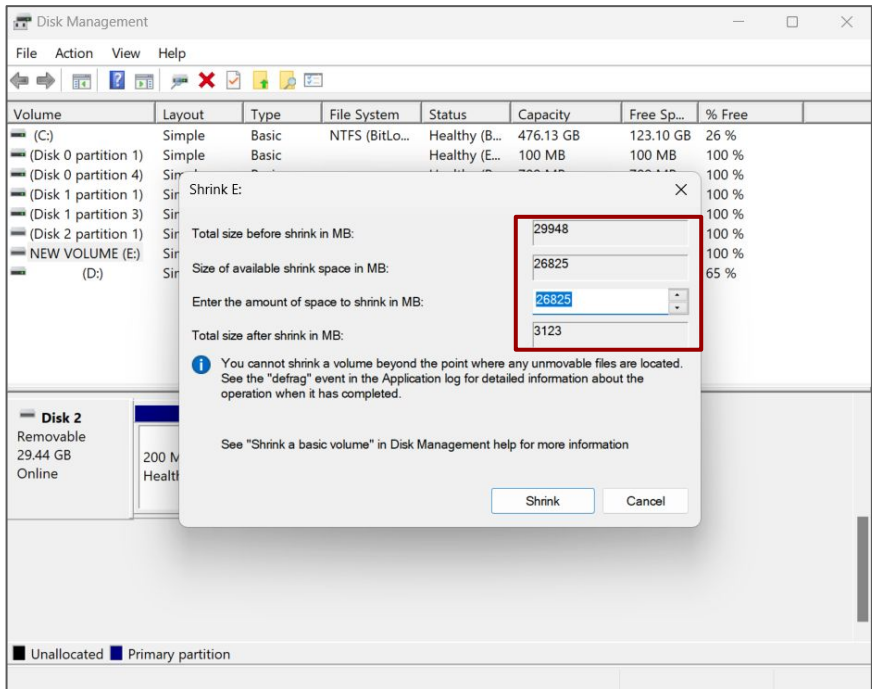 Disk Management
File Action View Help
Volume Layout Type File System Status Capacity Free Sp... % Free
(C:) Simple Basic NTFS (BitLo... Healthy (B... 476.13 GB 123.10 GB 26 %
(Disk 0 partition 1) Simple Basic Healthy (E... 100 MB 100 MB 100 %
(Disk 0 partition 4) 100 %
(Disk 1 partition 1) Sir 100 %
(Disk 1 partition 3) Sir 100 %
(Disk 2 partition 1) Sir 100 %
NEW VOLUME (E:) Sir 100 %
(D:) Sir 65 %
Shrink E:
Total size before shrink in MB: 29948
Size of available shrink space in MB: 26825
Enter the amount of space to shrink in MB: 26825
Total size after shrink in MB: 3123
You cannot shrink a volume beyond the point where any unmovable files are located.
See the "defrag" event in the Application log for detailed information about the
operation when it has completed.
See "Shrink a basic volume" in Disk Management help for more information
Shrink Cancel
Disk 2
Removable
29.44 GB
Online
200 M
Healt
Unallocated Primary partition